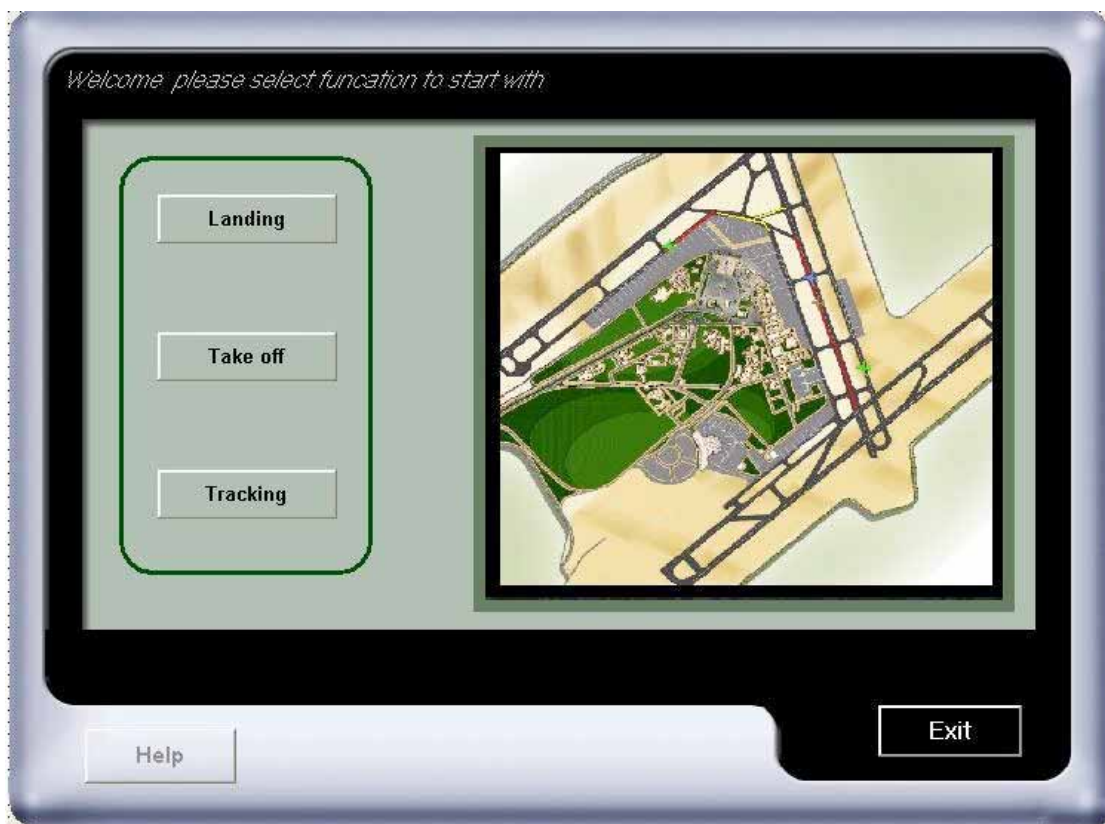 Welcome please select funcation to start with
Landing
Take off
Tracking
Exit
Help